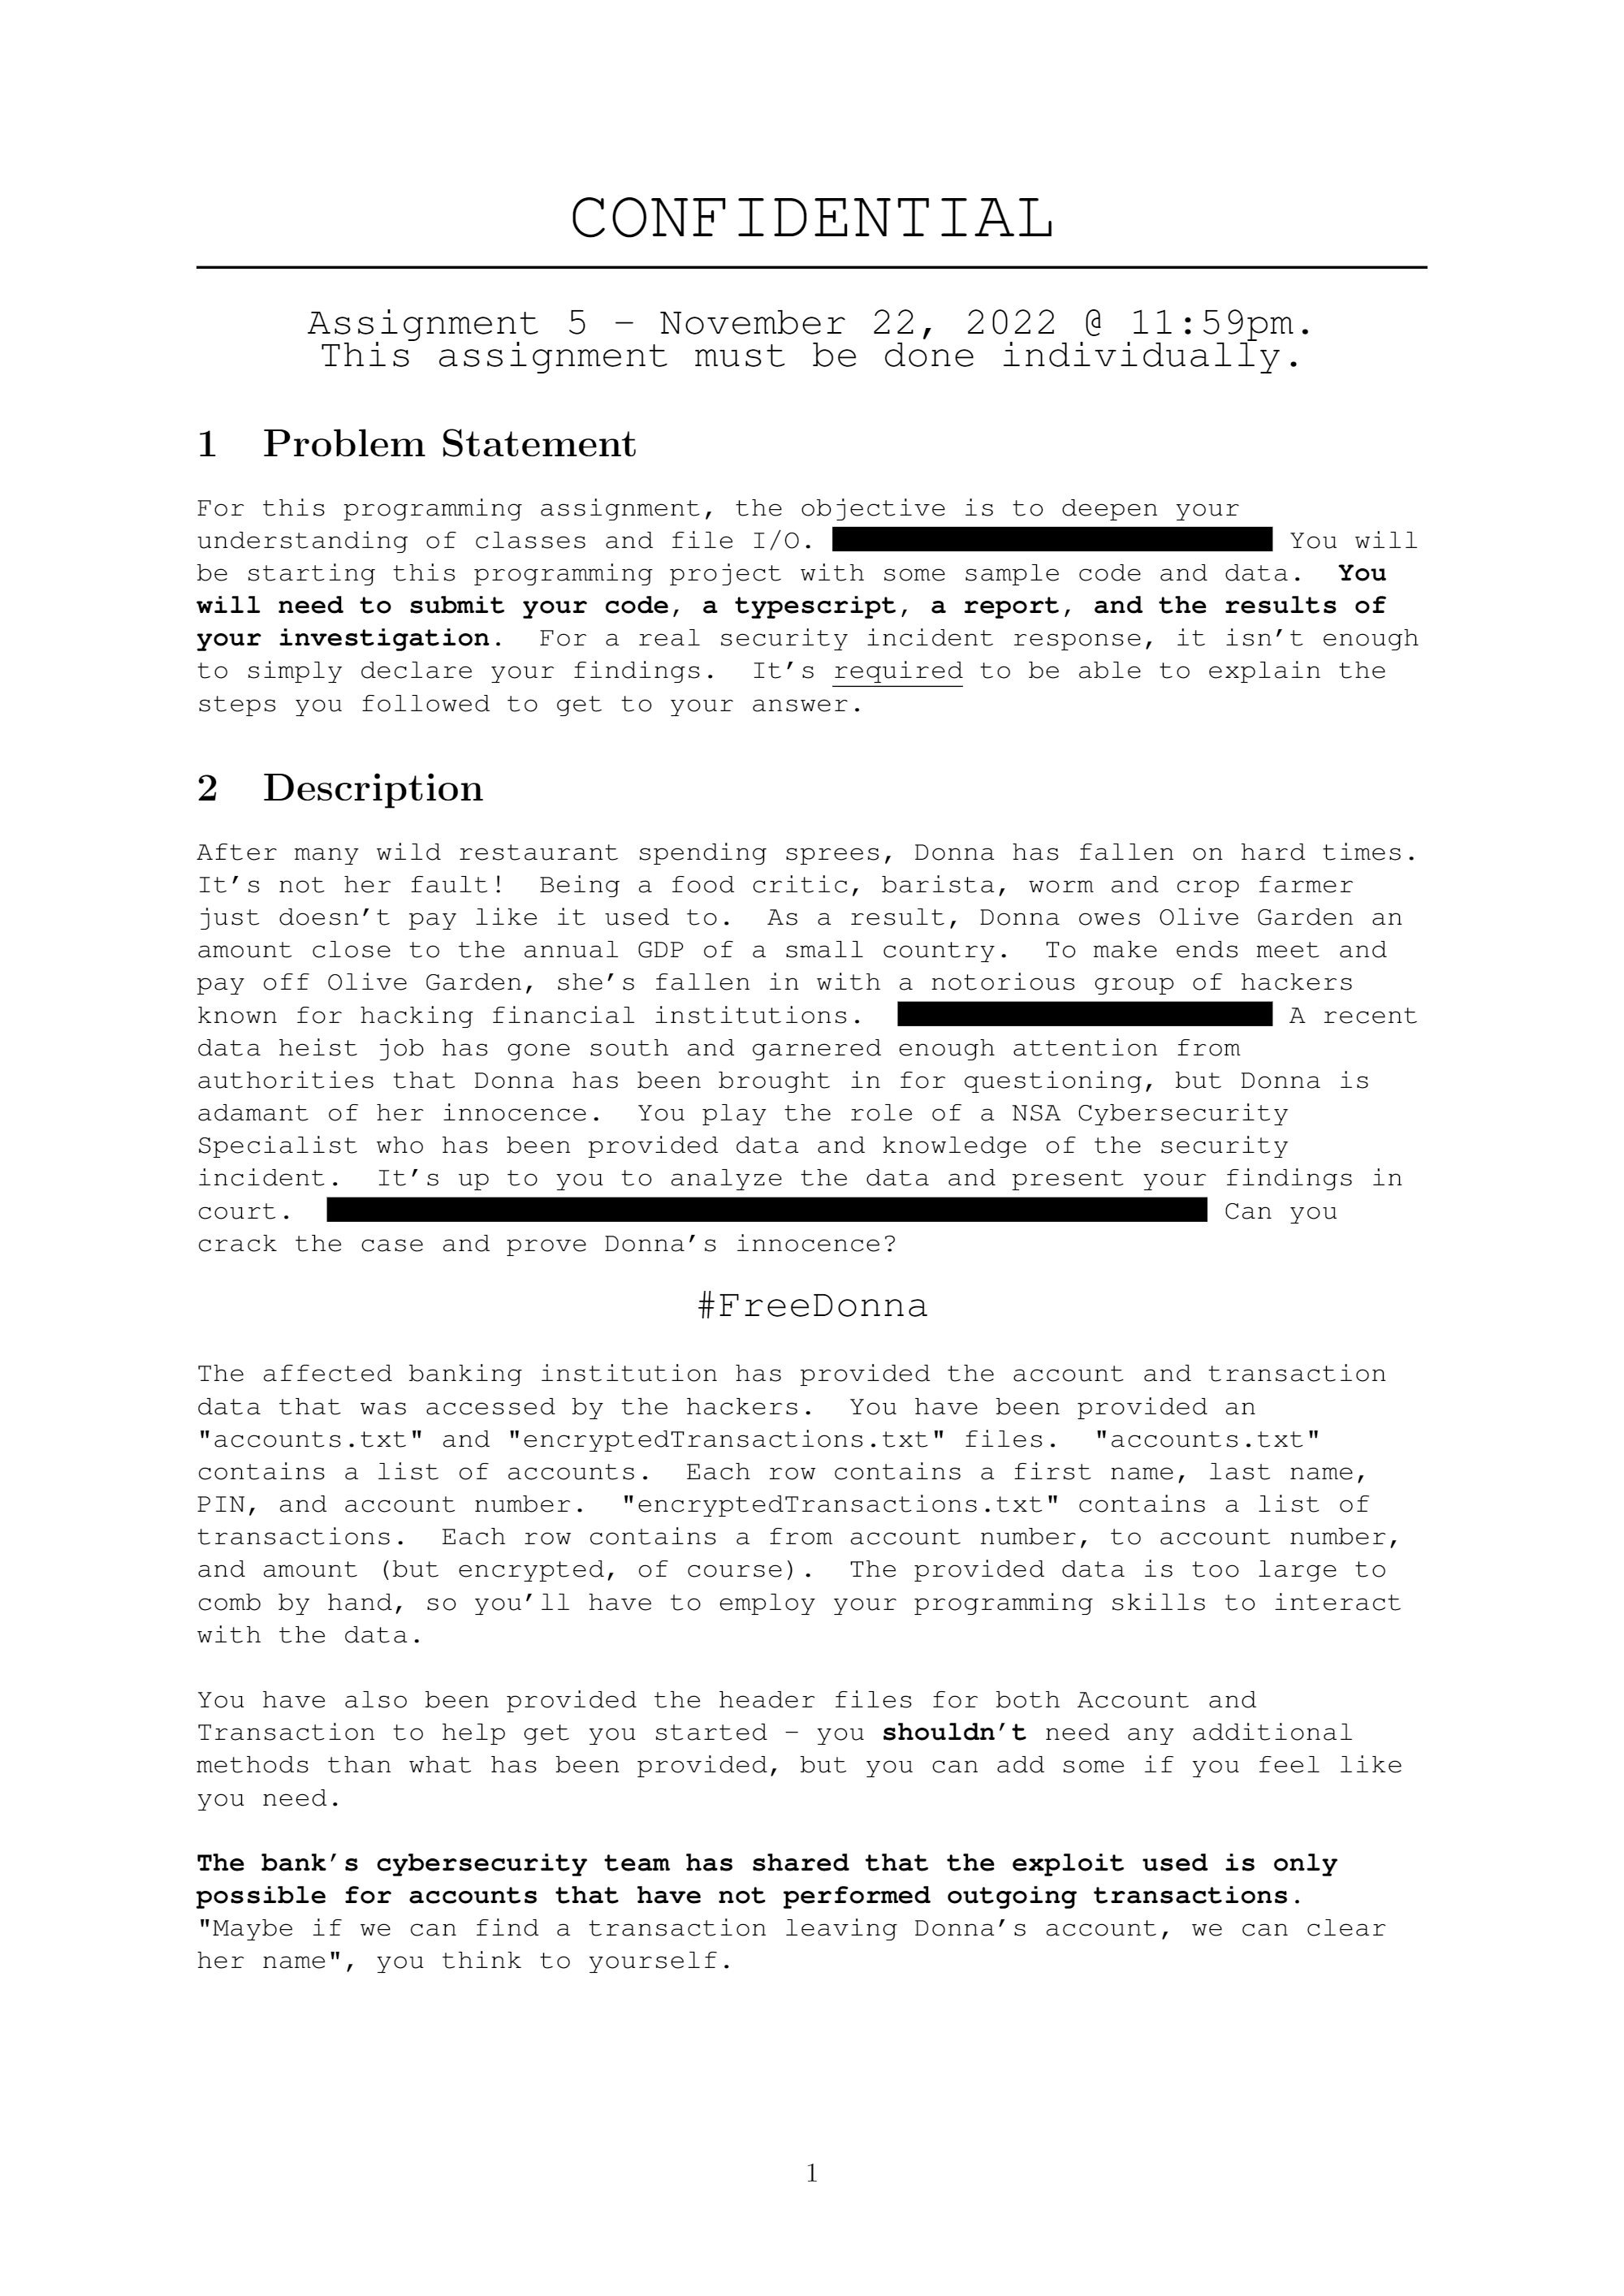 CONFIDENTIAL
Assignment 5 – November 22, 2022 @ 11:59pm.
This assignment must be done individually.
1 Problem Statement
For this programming assignment, the objective is to deepen your
understanding of classes and file I/O. You will
be starting this programming project with some sample code and data. You
will need to submit your code, a typescript, a report, and the results of
your investigation. For a real security incident response, it isn't enough
to simply declare your findings. It's required to be able to explain the
steps you followed to get to your answer.
2 Description
After many wild restaurant spending sprees, Donna has fallen on hard times.
It's not her fault! Being a food critic, barista, worm and crop farmer
just doesn't pay like it used to. As a result, Donna owes Olive Garden an
amount close to the annual GDP of a small country. To make ends meet and
pay off Olive Garden, she's fallen in with a notorious group of hackers
known for hacking financial institutions. A recent
data heist job has gone south and garnered enough attention from
authorities that Donna has been brought in for questioning, but Donna is
adamant of her innocence. You play the role of a NSA Cybersecurity
Specialist who has been provided data and knowledge of the security
incident. It's up to you to analyze the data and present your findings in
court. Can you
crack the case and prove Donna's innocence?
#FreeDonna
The affected banking institution has provided the account and transaction
data that was accessed by the hackers. You have been provided an
"accounts.txt" and "encryptedTransactions.txt" files. "accounts.txt"
contains a list of accounts. Each row contains a first name, last name,
PIN, and account number. "encryptedTransactions.txt" contains a list of
transactions. Each row contains a from account number, to account number,
and amount (but encrypted, of course). The provided data is too large to
comb by hand, so you'll have to employ your programming skills to interact
with the data.
You have also been provided the header files for both Account and
Transaction to help get you started – you shouldn't need any additional
methods than what has been provided, but you can add some if you feel like
you need.
The bank's cybersecurity team has shared that the exploit used is only
possible for accounts that have not performed outgoing transactions.
"Maybe if we can find a transaction leaving Donna's account, we can clear
her name", you think to yourself.
1